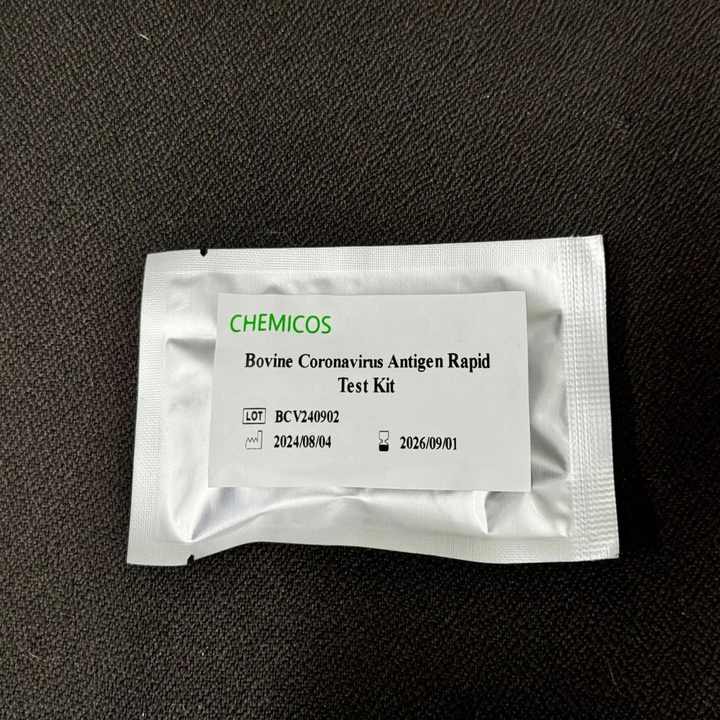 CHEMICOS
Bovine Coronavirus Antigen Rapid
Test Kit
LOT BCV240902
2024/08/04 2026/09/01